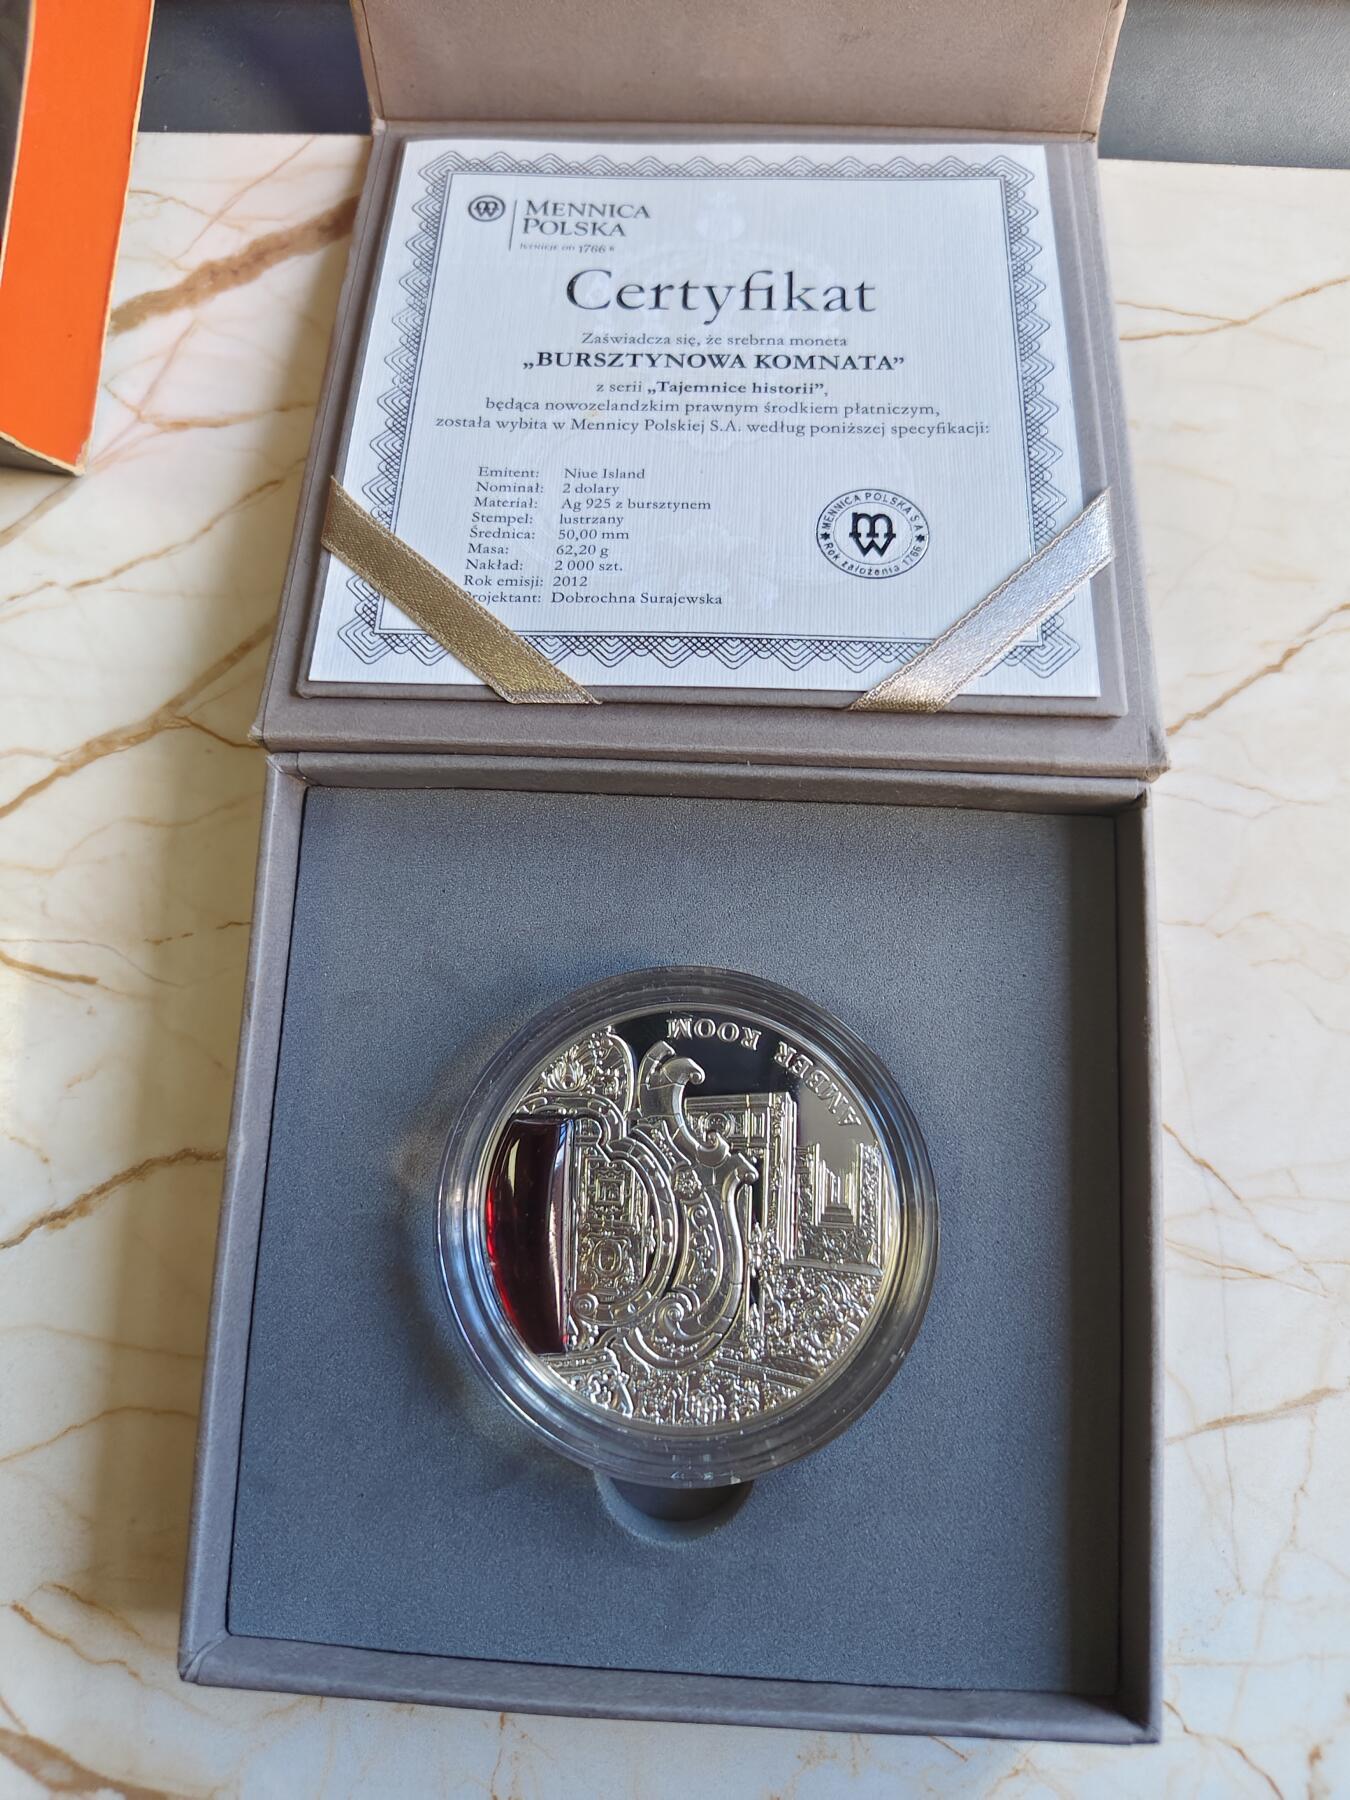 MENNICA
POLSKA
ISTNIEJE OD 1766 R
Certyfikat
Zaświadcza się, że srebrna moneta
„BURSZTYNOWA KOMNATA”
z serii „Tajemnice historii”,
będąca nowozelandzkim prawnym środkiem płatniczym,
została wybita w Mennicy Polskiej S.A. według poniższej specyfikacji:
Emitent: Niue Island
Nominał: 2 dolary
Materiał: Ag 925 z bursztynem
Stempel: lustrzany
Średnica: 50,00 mm
Masa: 62,20 g
Nakład: 2 000 szt.
Rok emisji: 2012
Projektant: Dobrochna Surajewska
MENNICA POLSKA S.A.
Rok założenia 1766
AMBER ROOM